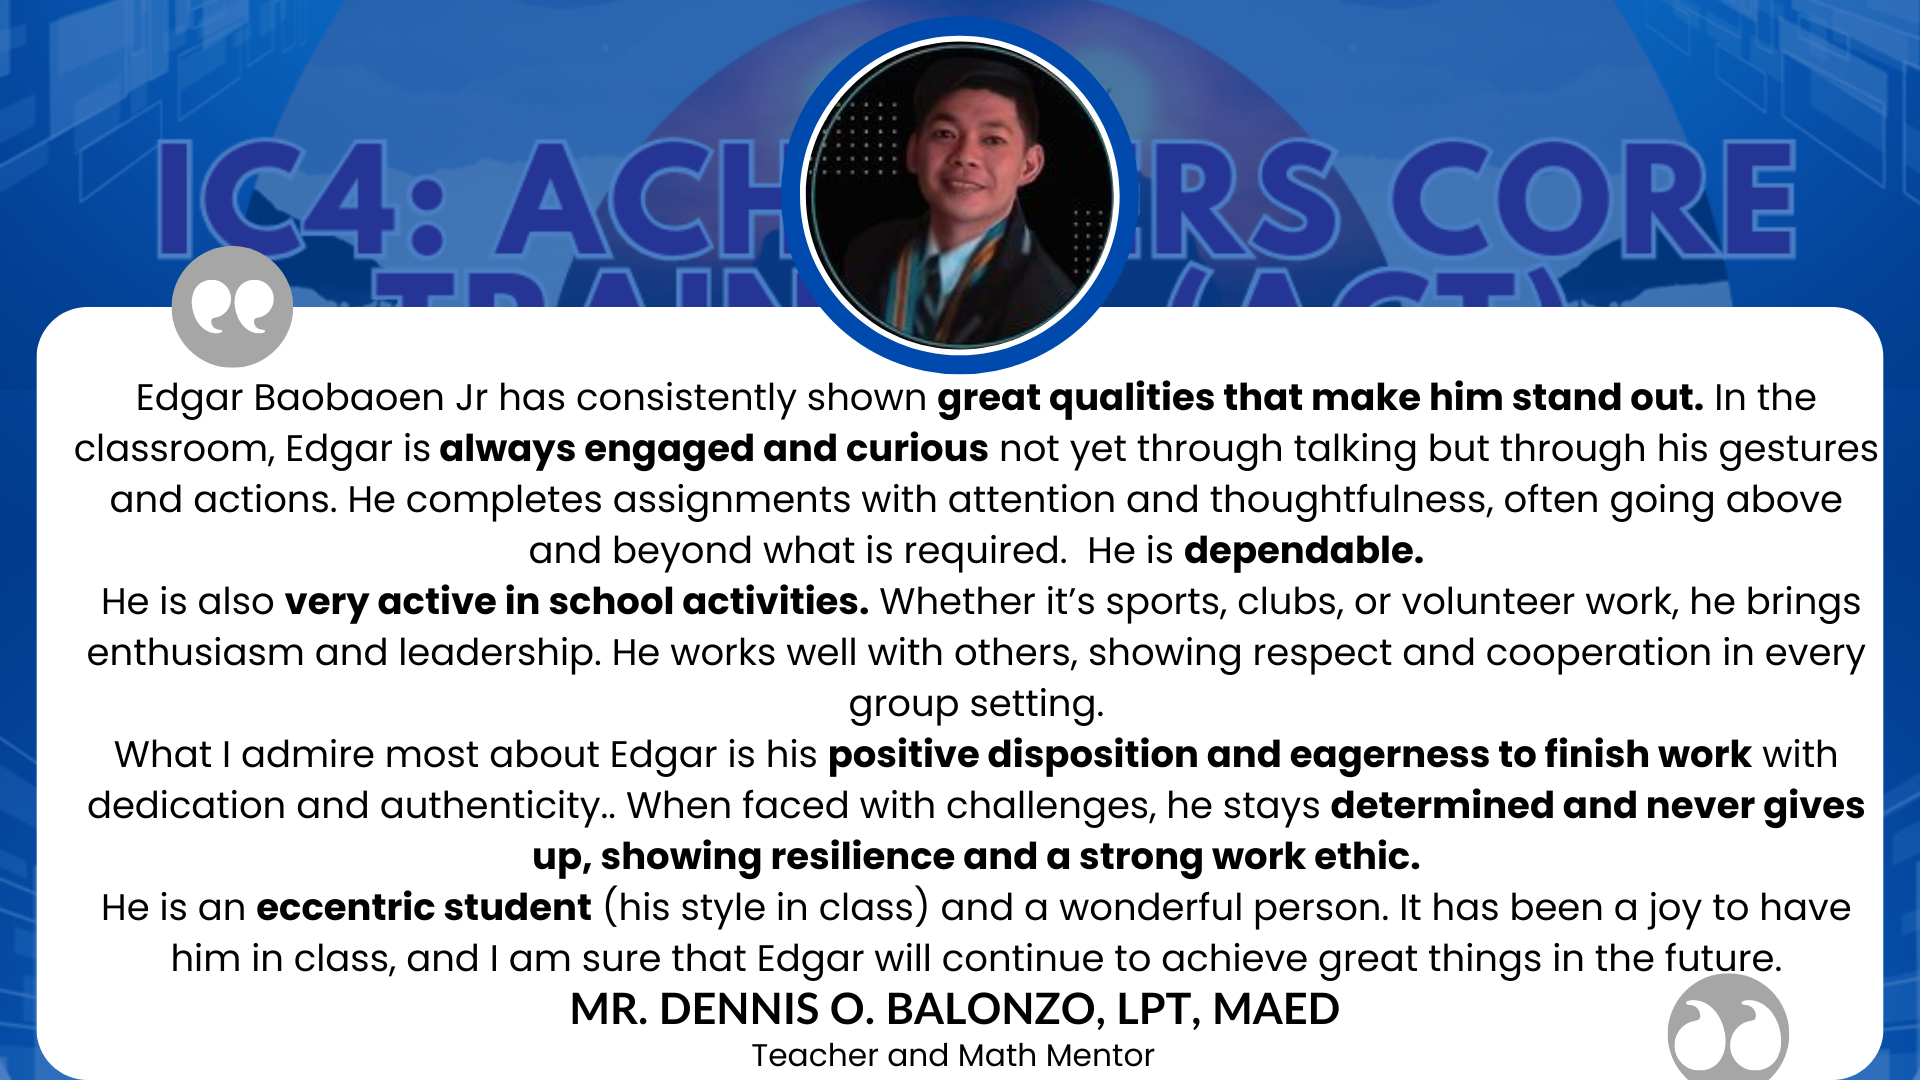 IC4: ACH ERS CORE
TRAIN (ACT)
Edgar Baobaoen Jr has consistently shown great qualities that make him stand out. In the
classroom, Edgar is always engaged and curious not yet through talking but through his gestures
and actions. He completes assignments with attention and thoughtfulness, often going above
and beyond what is required.  He is dependable.
He is also very active in school activities. Whether it’s sports, clubs, or volunteer work, he brings
enthusiasm and leadership. He works well with others, showing respect and cooperation in every
group setting.
What I admire most about Edgar is his positive disposition and eagerness to finish work with
dedication and authenticity.. When faced with challenges, he stays determined and never gives
up, showing resilience and a strong work ethic.
He is an eccentric student (his style in class) and a wonderful person. It has been a joy to have
him in class, and I am sure that Edgar will continue to achieve great things in the future.
MR. DENNIS O. BALONZO, LPT, MAED
Teacher and Math Mentor